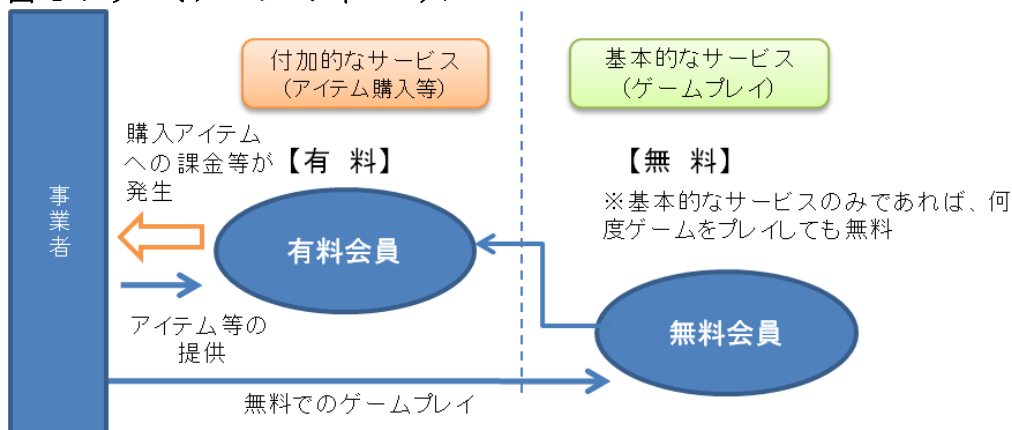 付加的なサービス
（アイテム購入等）
基本的なサービス
（ゲームプレイ）
購入アイテム
への課金等が
発生
【有 料】
【無 料】
※基本的なサービスのみであれば、何
度ゲームをプレイしても無料
事業者
有料会員
無料会員
アイテム等の
提供
無料でのゲームプレイ